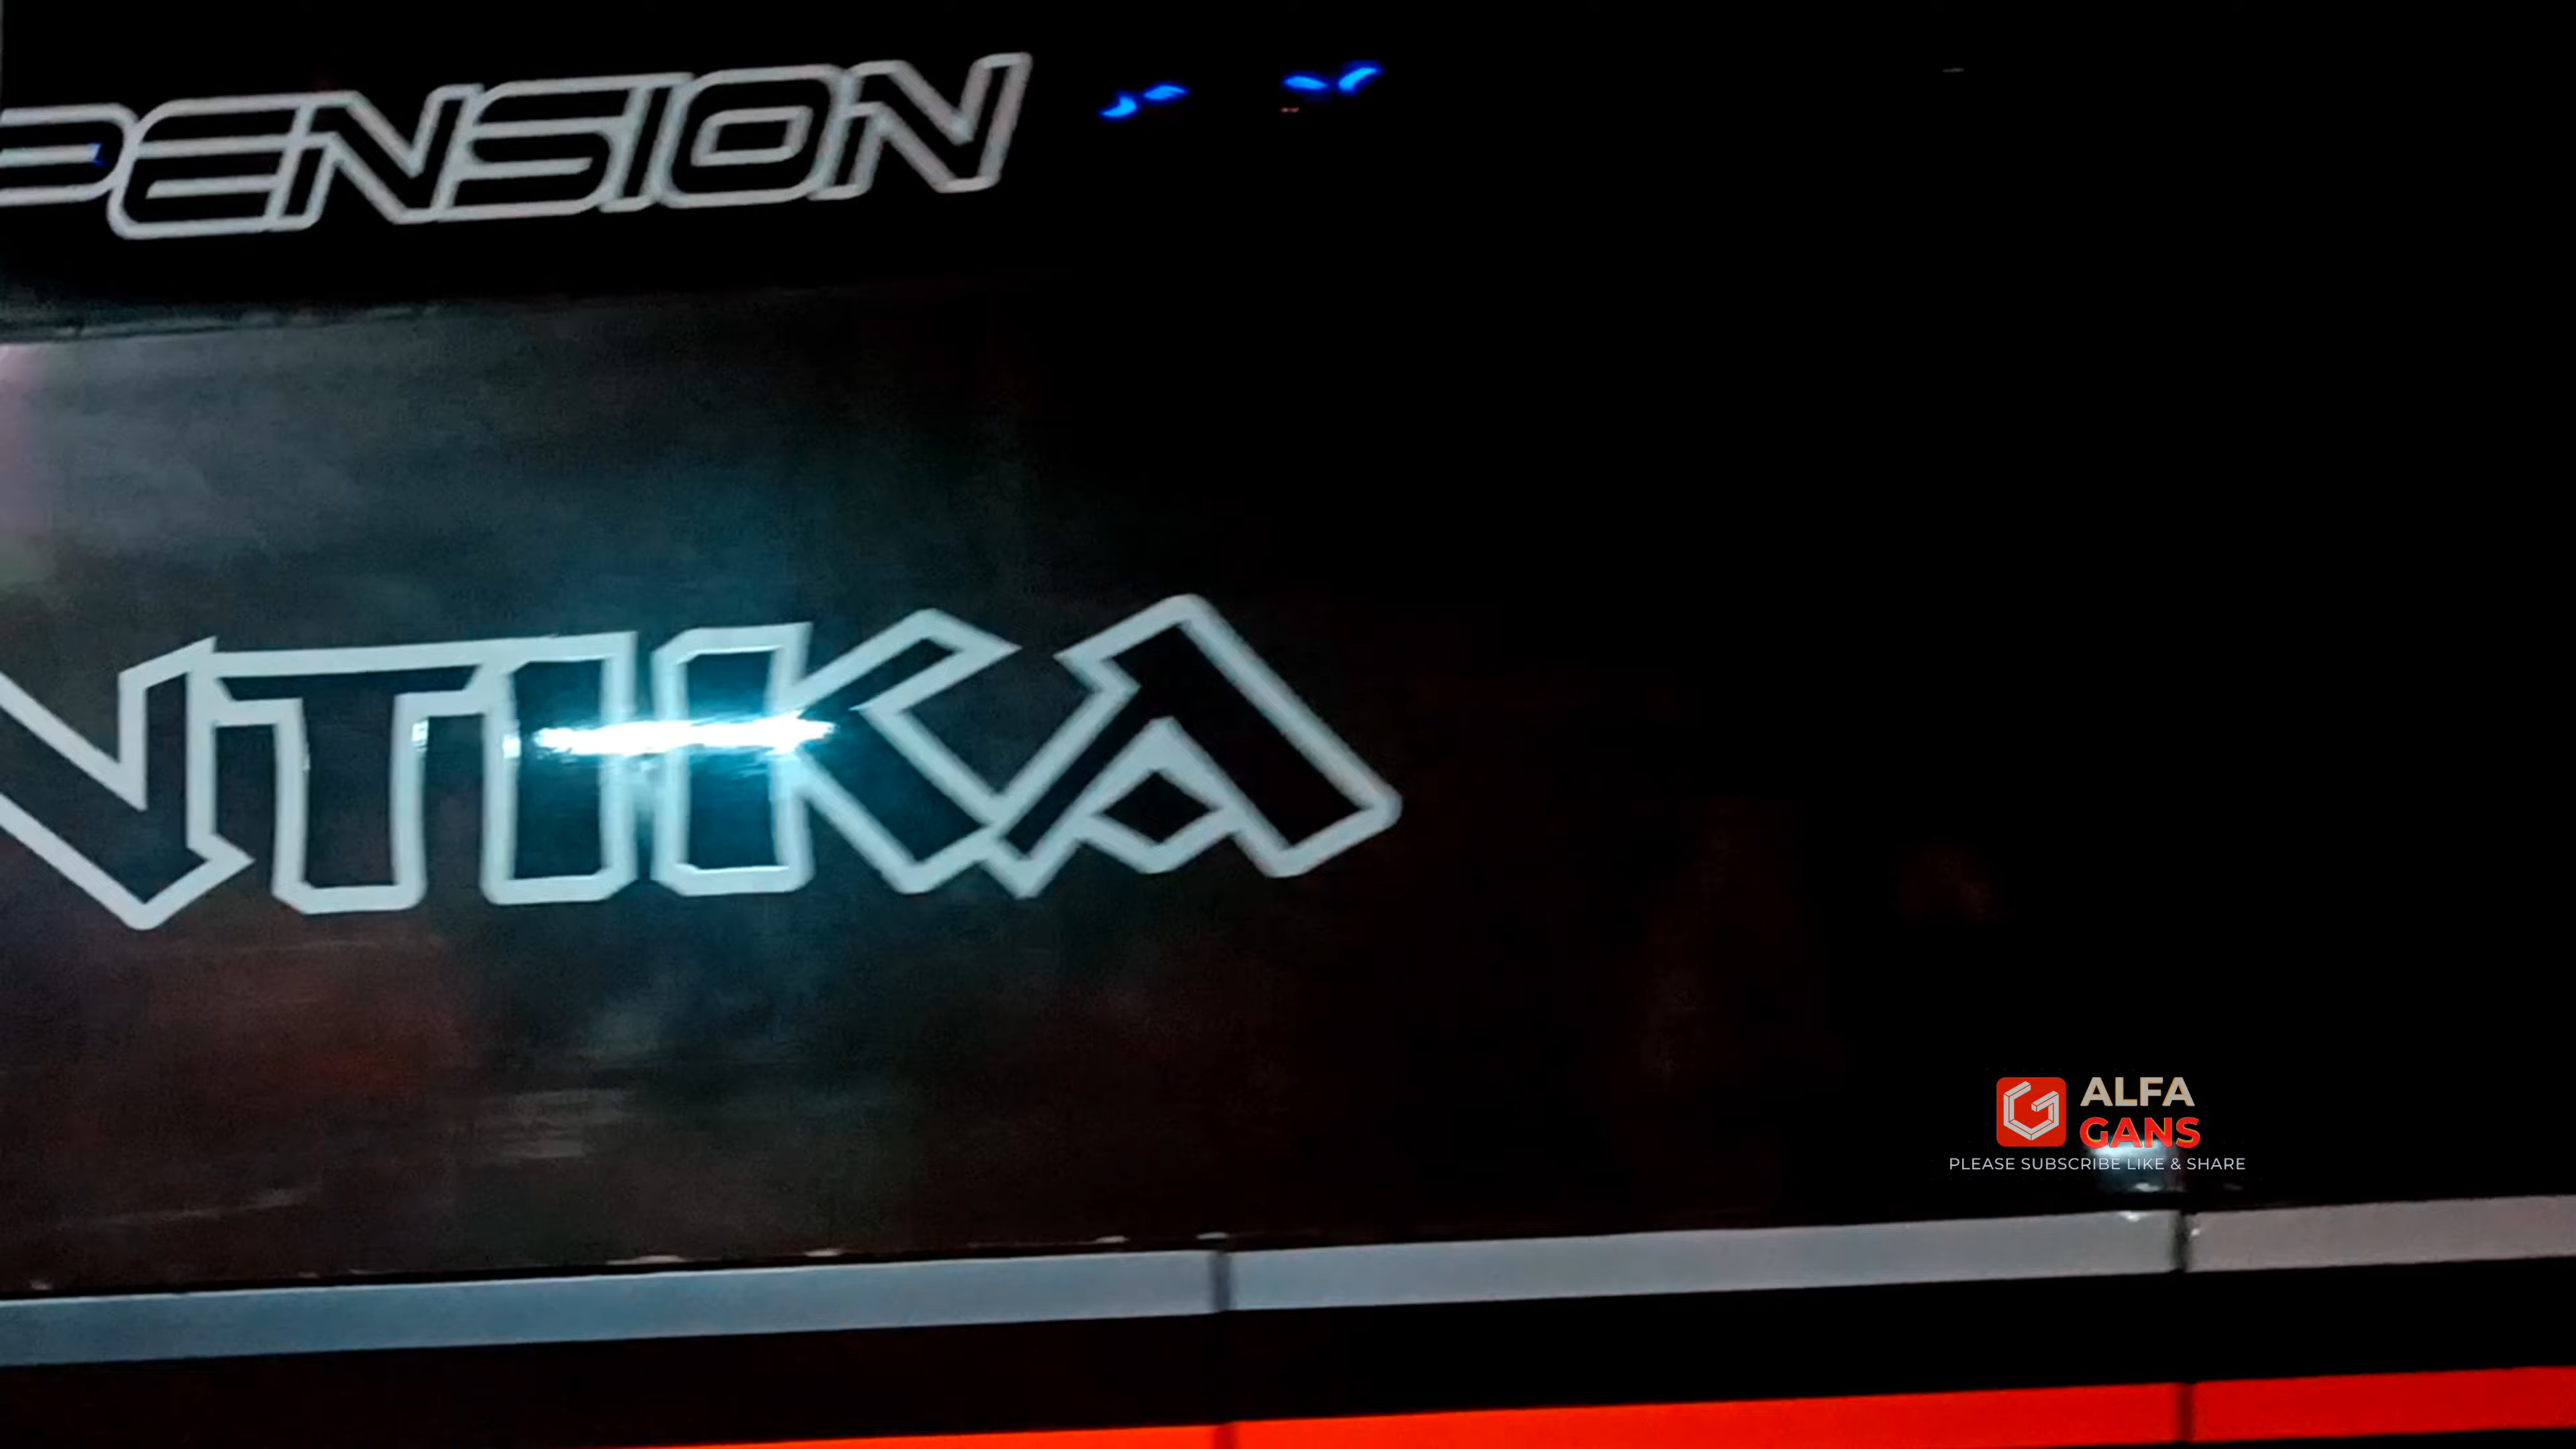 PENSION
NTIKA
ALFA
GANS
PLEASE SUBSCRIBE LIKE & SHARE